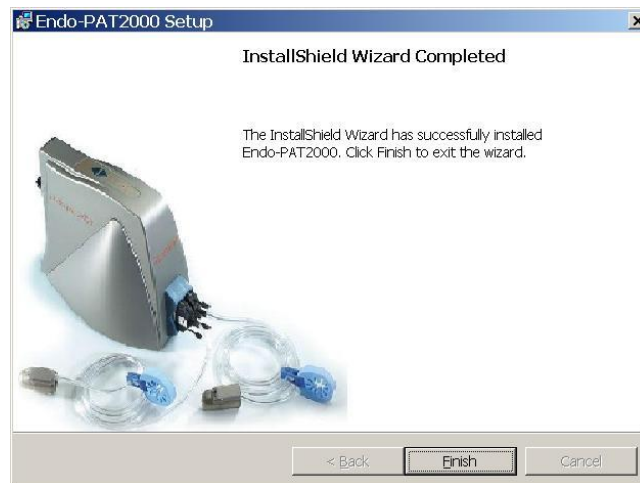 Endo-PAT2000 Setup
InstallShield Wizard Completed
The InstallShield Wizard has successfully installed
Endo-PAT2000. Click Finish to exit the wizard.
< Back
Finish
Cancel